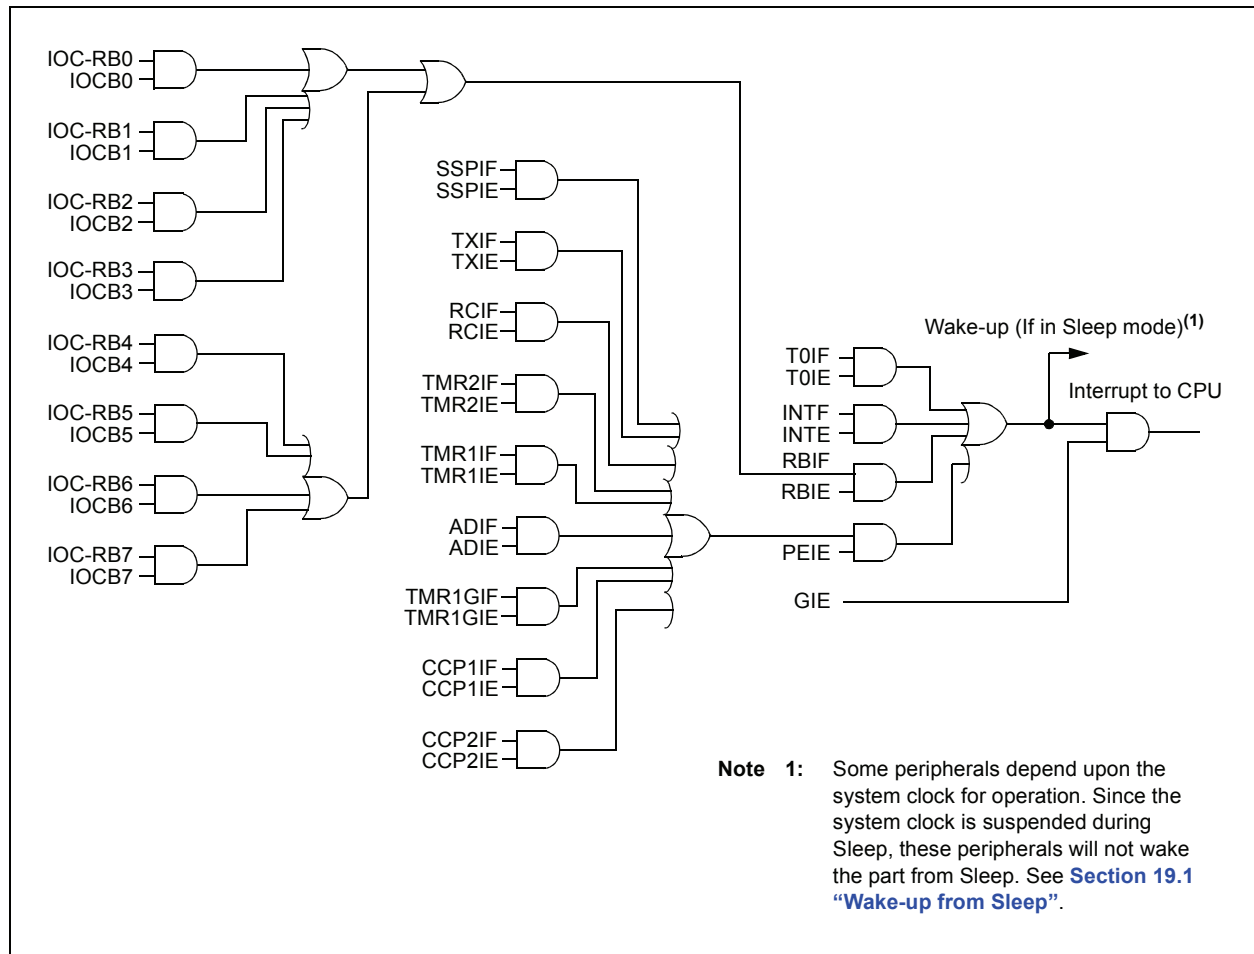 IOC-RB0
IOCB0
IOC-RB1
IOCB1
IOC-RB2
IOCB2
IOC-RB3
IOCB3
IOC-RB4
IOCB4
IOC-RB5
IOCB5
IOC-RB6
IOCB6
IOC-RB7
IOCB7
SSPIF
SSPIE
TXIF
TXIE
RCIF
RCIE
TMR2IF
TMR2IE
TMR1IF
TMR1IE
ADIF
ADIE
TMR1GIF
TMR1GIE
CCP1IF
CCP1IE
CCP2IF
CCP2IE
Wake-up (If in Sleep mode)(1)
T0IF
T0IE
Interrupt to CPU
INTF
INTE
RBIF
RBIE
PEIE
GIE
Note 1: Some peripherals depend upon the
system clock for operation. Since the
system clock is suspended during
Sleep, these peripherals will not wake
the part from Sleep. See Section 19.1
“Wake-up from Sleep”.